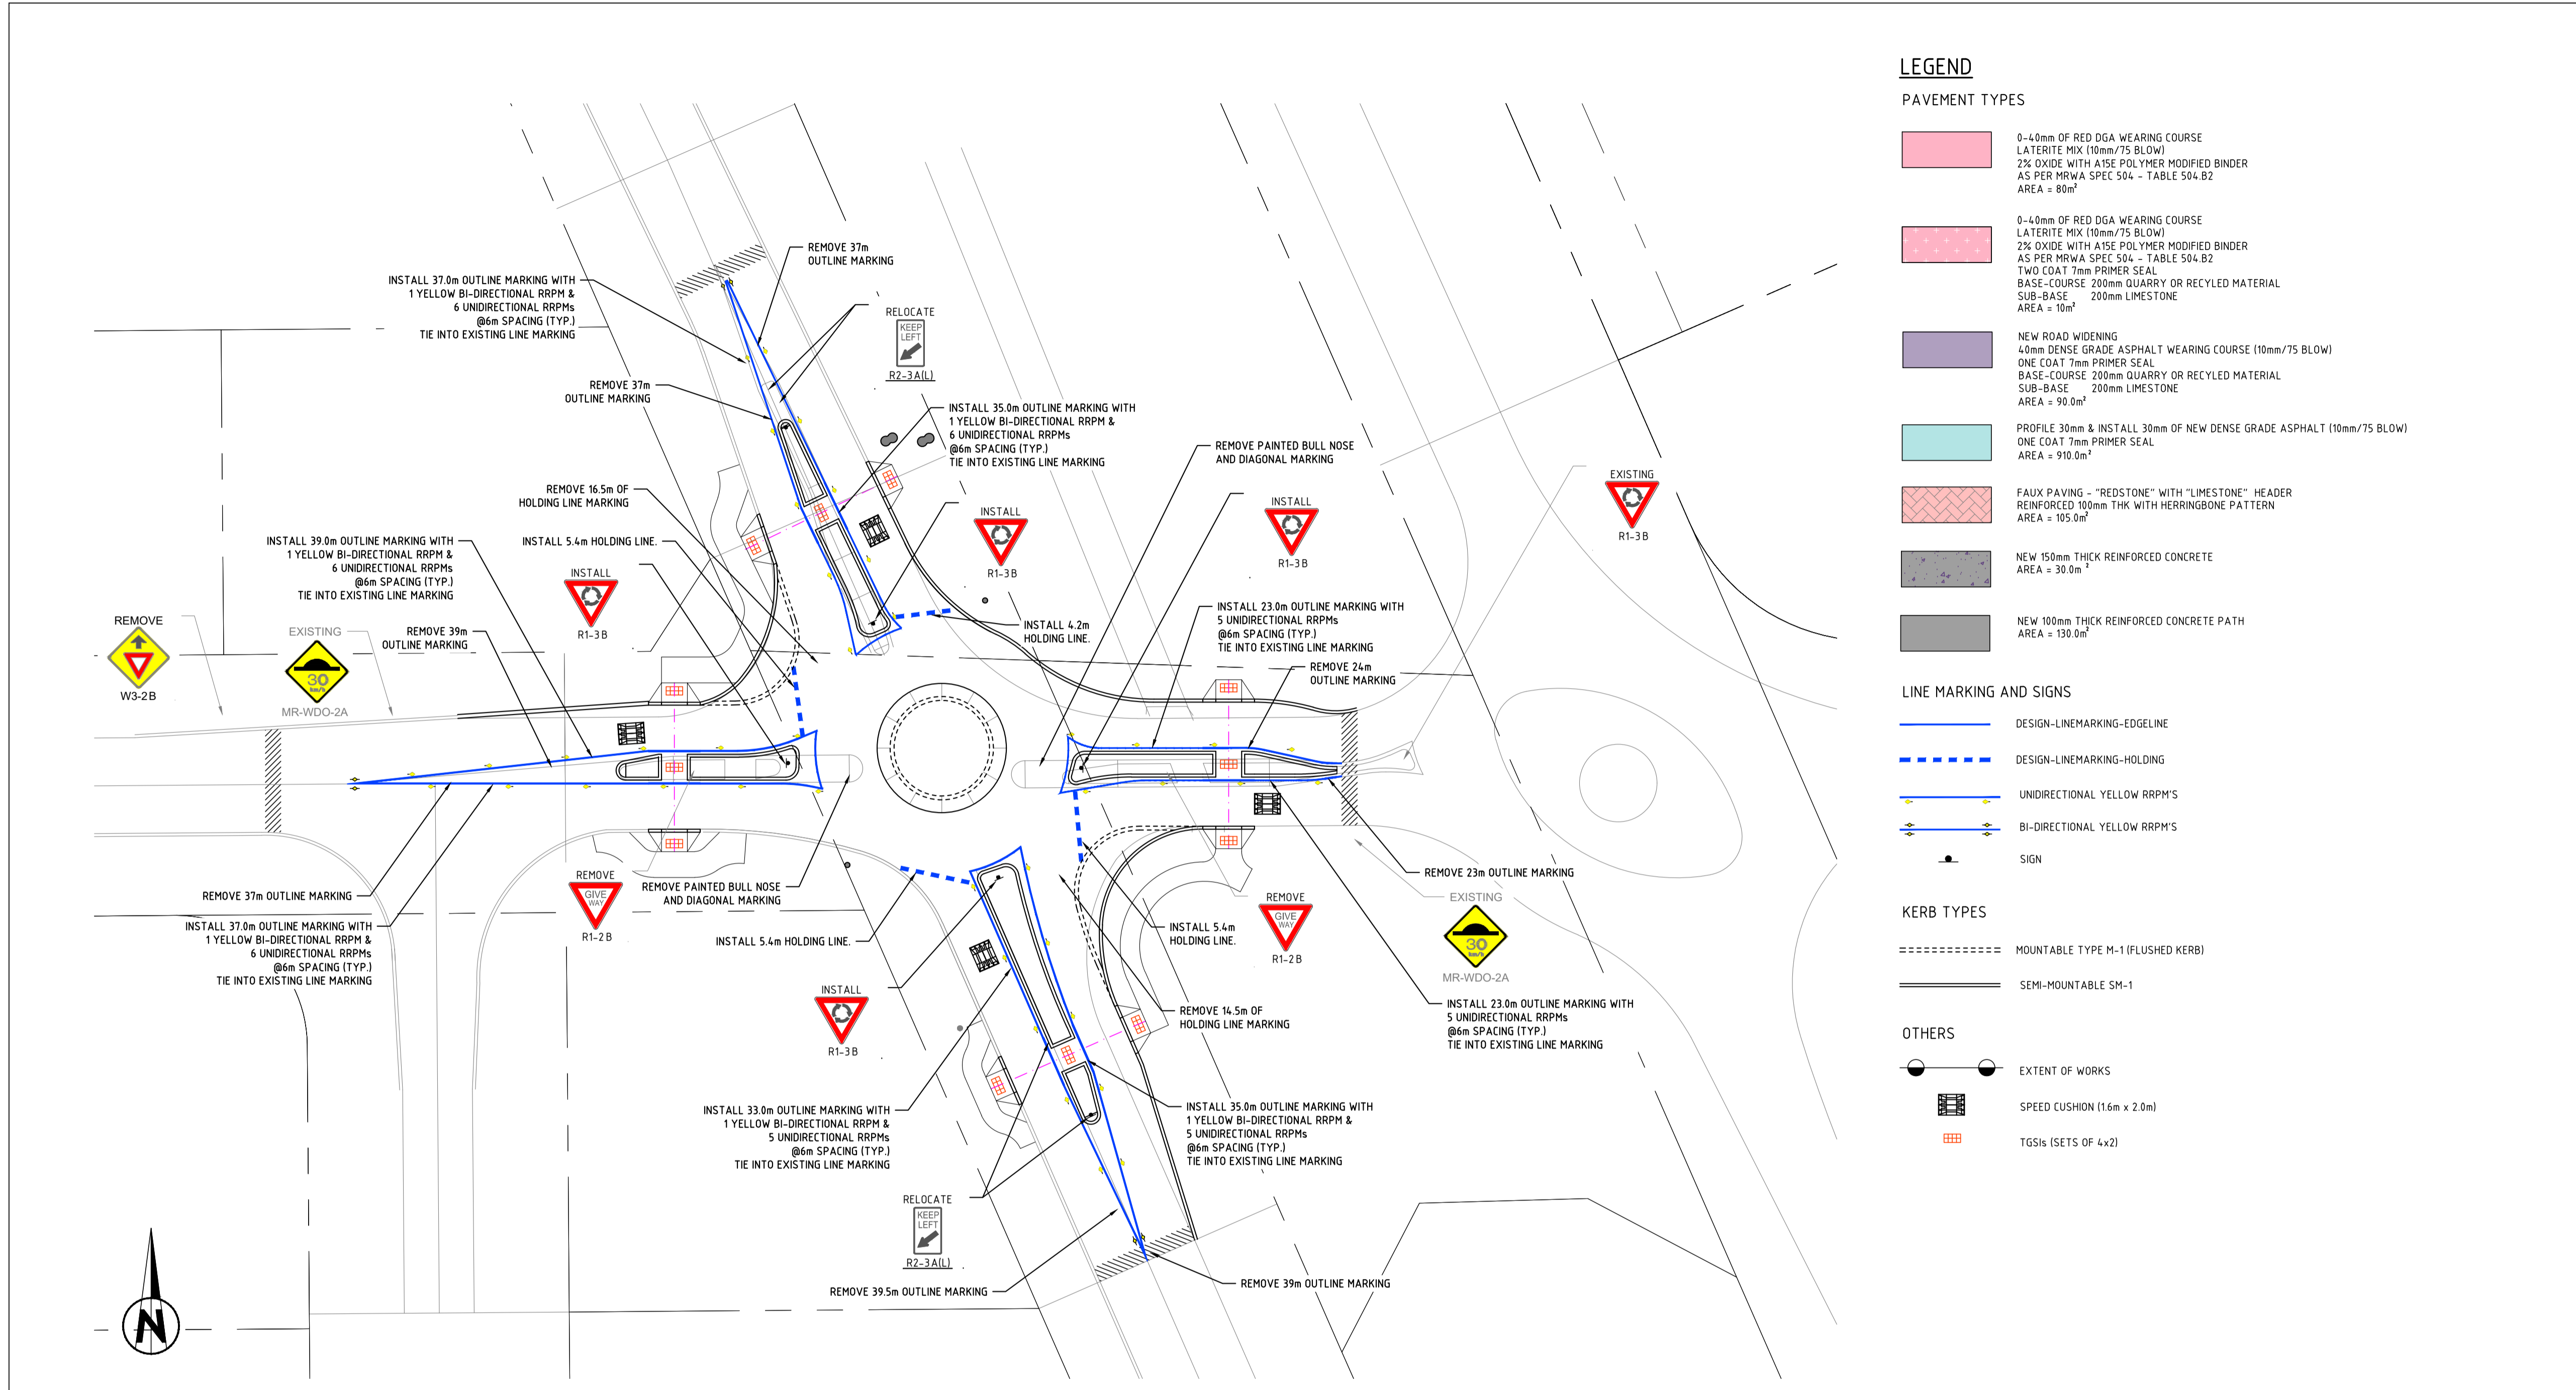 REMOVE 37m
OUTLINE MARKING
INSTALL 37.0m OUTLINE MARKING WITH
1 YELLOW BI-DIRECTIONAL RRPM &
6 UNIDIRECTIONAL RRPMs
@6m SPACING (TYP.)
TIE INTO EXISTING LINE MARKING
RELOCATE
KEEP
LEFT
R2-3A(L)
REMOVE 37m
OUTLINE MARKING
INSTALL 35.0m OUTLINE MARKING WITH
1 YELLOW BI-DIRECTIONAL RRPM &
6 UNIDIRECTIONAL RRPMs
@6m SPACING (TYP.)
TIE INTO EXISTING LINE MARKING
REMOVE PAINTED BULL NOSE
AND DIAGONAL MARKING
REMOVE 16.5m OF
HOLDING LINE MARKING
INSTALL
R1-3B
INSTALL
R1-3B
EXISTING
R1-3B
INSTALL 39.0m OUTLINE MARKING WITH
1 YELLOW BI-DIRECTIONAL RRPM &
6 UNIDIRECTIONAL RRPMs
@6m SPACING (TYP.)
TIE INTO EXISTING LINE MARKING
INSTALL 5.4m HOLDING LINE.
INSTALL
R1-3B
REMOVE
W3-2B
EXISTING
30
km/h
MR-WDO-2A
REMOVE 39m
OUTLINE MARKING
INSTALL 4.2m
HOLDING LINE.
INSTALL 23.0m OUTLINE MARKING WITH
5 UNIDIRECTIONAL RRPMs
@6m SPACING (TYP.)
TIE INTO EXISTING LINE MARKING
REMOVE 24m
OUTLINE MARKING
REMOVE 37m OUTLINE MARKING
INSTALL 37.0m OUTLINE MARKING WITH
1 YELLOW BI-DIRECTIONAL RRPM &
6 UNIDIRECTIONAL RRPMs
@6m SPACING (TYP.)
TIE INTO EXISTING LINE MARKING
REMOVE
GIVE
WAY
R1-2B
REMOVE PAINTED BULL NOSE
AND DIAGONAL MARKING
INSTALL 5.4m HOLDING LINE.
INSTALL
R1-3B
INSTALL 5.4m
HOLDING LINE.
REMOVE
GIVE
WAY
R1-2B
REMOVE 23m OUTLINE MARKING
EXISTING
30
km/h
MR-WDO-2A
REMOVE 14.5m OF
HOLDING LINE MARKING
INSTALL 23.0m OUTLINE MARKING WITH
5 UNIDIRECTIONAL RRPMs
@6m SPACING (TYP.)
TIE INTO EXISTING LINE MARKING
INSTALL 33.0m OUTLINE MARKING WITH
1 YELLOW BI-DIRECTIONAL RRPM &
5 UNIDIRECTIONAL RRPMs
@6m SPACING (TYP.)
TIE INTO EXISTING LINE MARKING
INSTALL 35.0m OUTLINE MARKING WITH
1 YELLOW BI-DIRECTIONAL RRPM &
5 UNIDIRECTIONAL RRPMs
@6m SPACING (TYP.)
TIE INTO EXISTING LINE MARKING
RELOCATE
KEEP
LEFT
R2-3A(L)
REMOVE 39.5m OUTLINE MARKING
REMOVE 39m OUTLINE MARKING
N
LEGEND
PAVEMENT TYPES
0-40mm OF RED DGA WEARING COURSE
LATERITE MIX (10mm/75 BLOW)
2% OXIDE WITH A15E POLYMER MODIFIED BINDER
AS PER MRWA SPEC 504 - TABLE 504.B2
AREA = 80m²
0-40mm OF RED DGA WEARING COURSE
LATERITE MIX (10mm/75 BLOW)
2% OXIDE WITH A15E POLYMER MODIFIED BINDER
AS PER MRWA SPEC 504 - TABLE 504.B2
TWO COAT 7mm PRIMER SEAL
BASE-COURSE 200mm QUARRY OR RECYLED MATERIAL
SUB-BASE 200mm LIMESTONE
AREA = 10m²
NEW ROAD WIDENING
40mm DENSE GRADE ASPHALT WEARING COURSE (10mm/75 BLOW)
ONE COAT 7mm PRIMER SEAL
BASE-COURSE 200mm QUARRY OR RECYLED MATERIAL
SUB-BASE 200mm LIMESTONE
AREA = 90.0m²
PROFILE 30mm & INSTALL 30mm OF NEW DENSE GRADE ASPHALT (10mm/75 BLOW)
ONE COAT 7mm PRIMER SEAL
AREA = 910.0m²
FAUX PAVING - "REDSTONE" WITH "LIMESTONE" HEADER
REINFORCED 100mm THK WITH HERRINGBONE PATTERN
AREA = 105.0m²
NEW 150mm THICK REINFORCED CONCRETE
AREA = 30.0m ²
NEW 100mm THICK REINFORCED CONCRETE PATH
AREA = 130.0m²
LINE MARKING AND SIGNS
DESIGN-LINEMARKING-EDGELINE
DESIGN-LINEMARKING-HOLDING
UNIDIRECTIONAL YELLOW RRPM'S
BI-DIRECTIONAL YELLOW RRPM'S
SIGN
KERB TYPES
MOUNTABLE TYPE M-1 (FLUSHED KERB)
SEMI-MOUNTABLE SM-1
OTHERS
EXTENT OF WORKS
SPEED CUSHION (1.6m x 2.0m)
TGSIs (SETS OF 4x2)